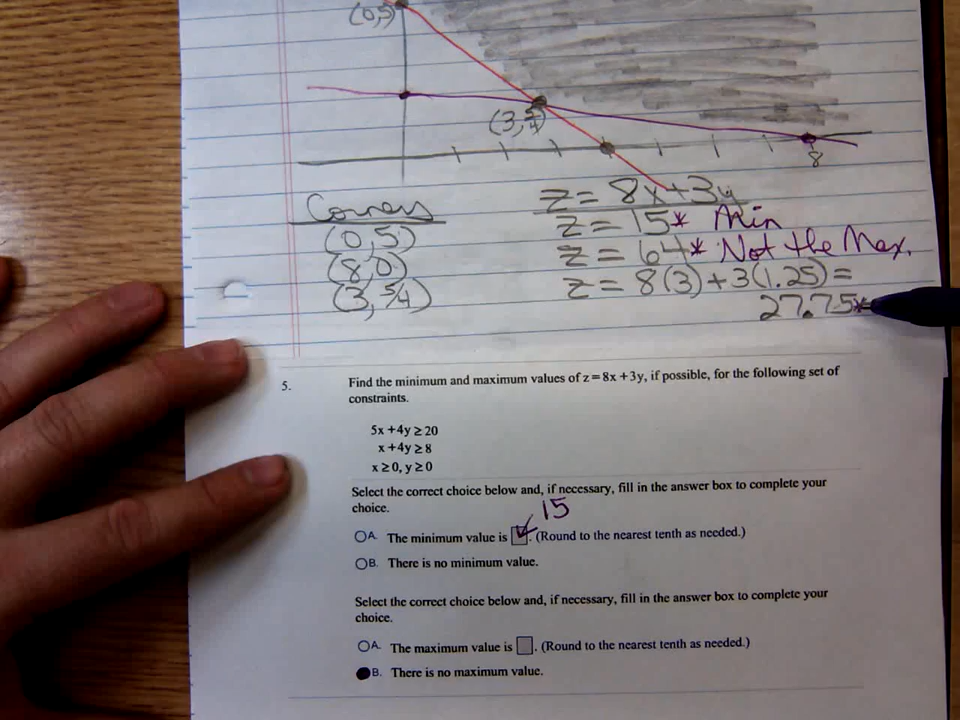 (0,5)
(3, 5/4)
8
Corners
z = 8x+3y
(0,5)
z = 15* Min
(8,0)
z = 64* Not the Max.
(3, 5/4)
z = 8(3)+3(1.25)=
27.75*
5.
Find the minimum and maximum values of z = 8x + 3y, if possible, for the following set of
constraints.
5x + 4y ≥ 20
x + 4y ≥ 8
x ≥ 0, y ≥ 0
Select the correct choice below and, if necessary, fill in the answer box to complete your
choice.
15
A. The minimum value is . (Round to the nearest tenth as needed.)
B. There is no minimum value.
Select the correct choice below and, if necessary, fill in the answer box to complete your
choice.
A. The maximum value is . (Round to the nearest tenth as needed.)
B. There is no maximum value.